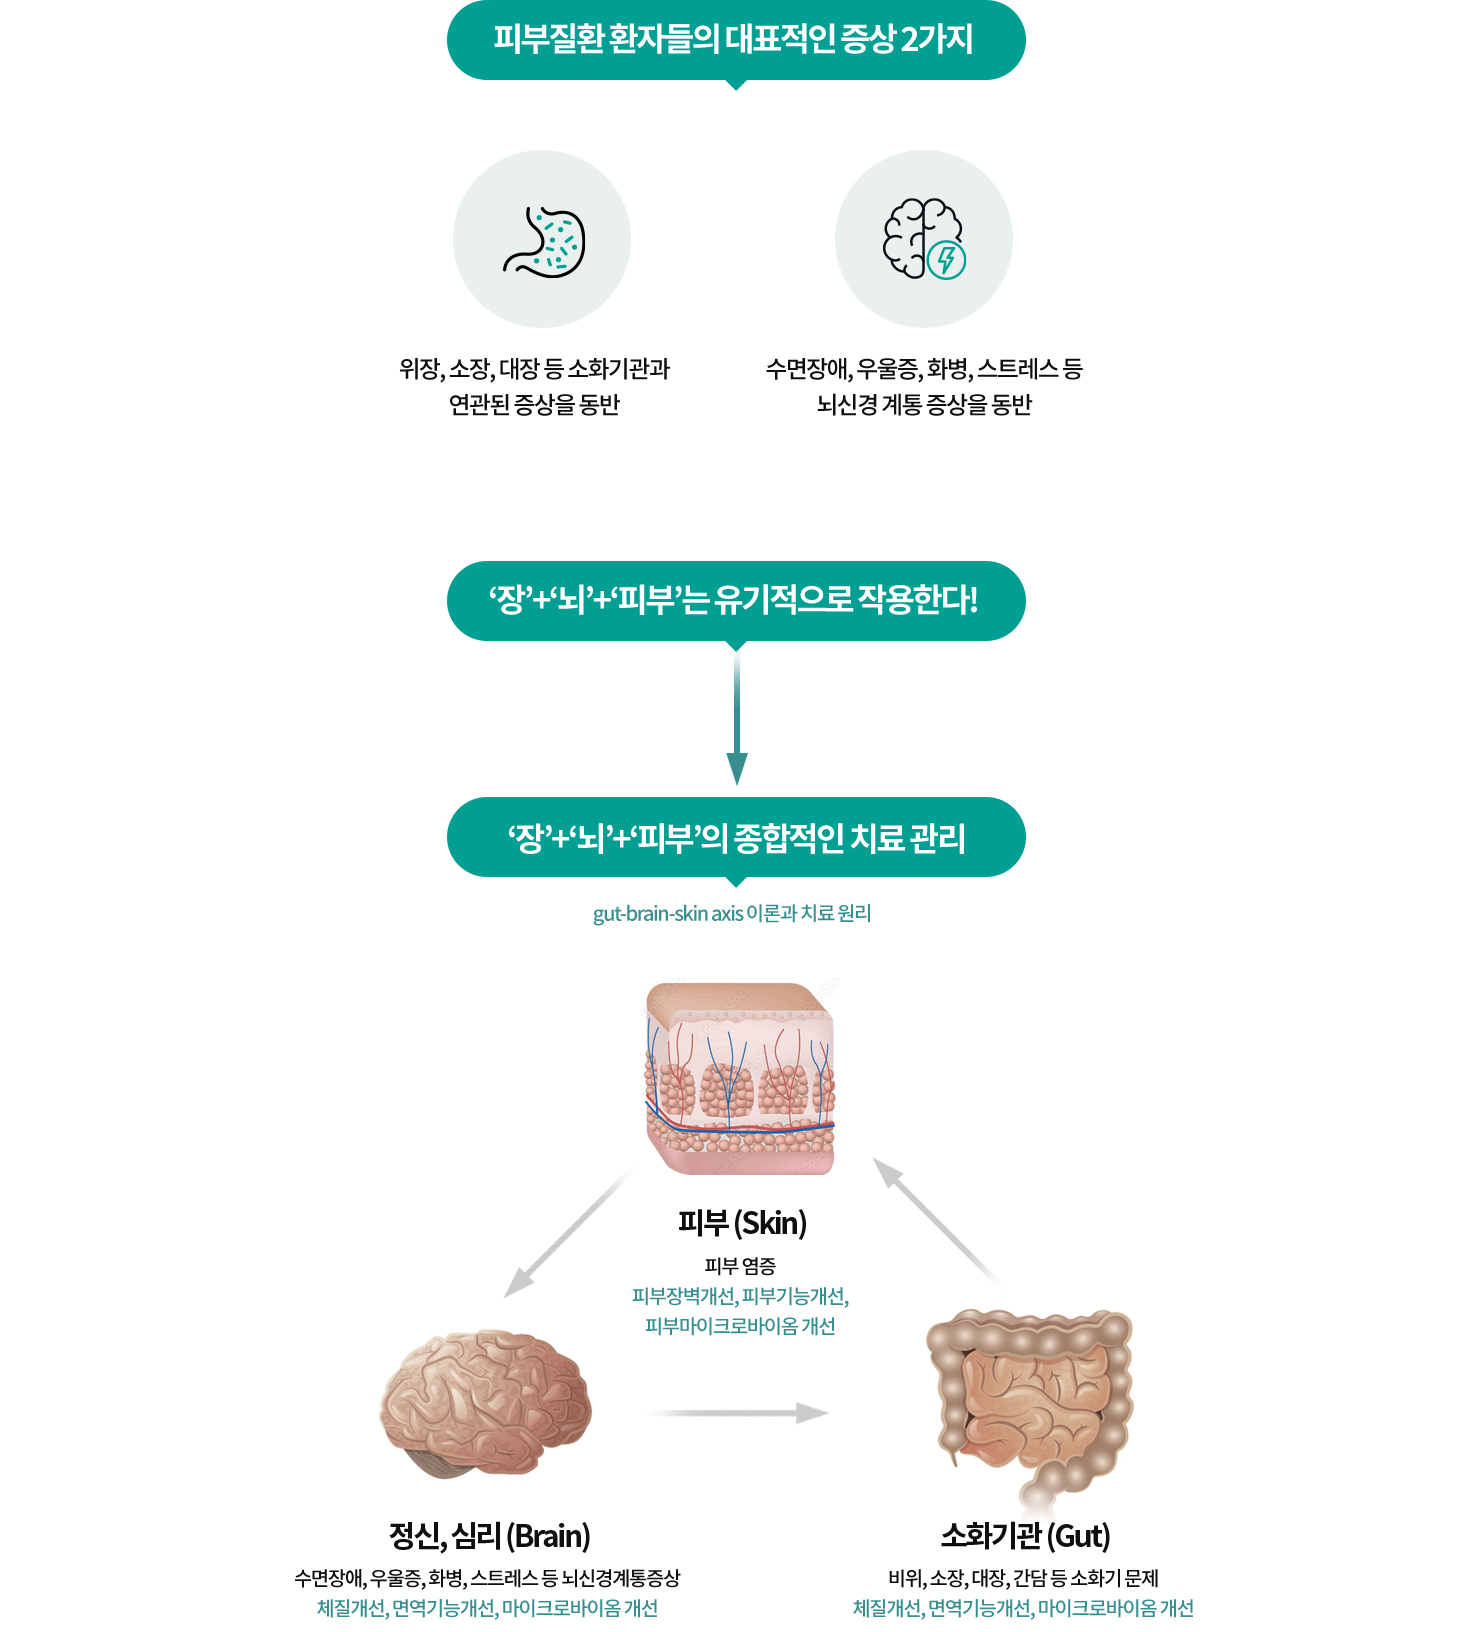 피부질환 환자들의 대표적인 증상 2가지
위장, 소장, 대장 등 소화기관과
연관된 증상을 동반
수면장애, 우울증, 화병, 스트레스 등
뇌신경 계통 증상을 동반
‘장’+‘뇌’+‘피부’는 유기적으로 작용한다!
‘장’+‘뇌’+‘피부’의 종합적인 치료 관리
gut-brain-skin axis 이론과 치료 원리
피부 (Skin)
피부 염증
피부장벽개선, 피부기능개선,
피부마이크로바이옴 개선
정신, 심리 (Brain)
수면장애, 우울증, 화병, 스트레스 등 뇌신경계통증상
체질개선, 면역기능개선, 마이크로바이옴 개선
소화기관 (Gut)
비위, 소장, 대장, 간담 등 소화기 문제
체질개선, 면역기능개선, 마이크로바이옴 개선